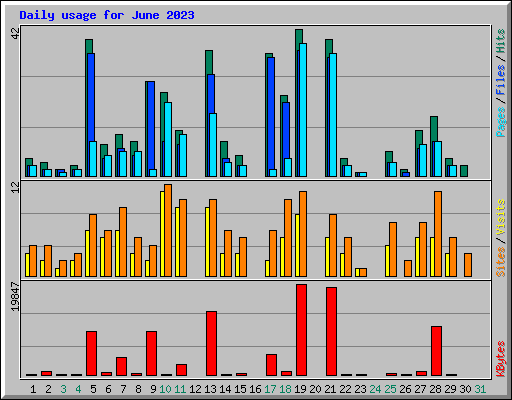 Daily usage for June 2023
42
Pages / Files / Hits
12
Sites / Visits
19847
KBytes
1 2 3 4 5 6 7 8 9 10 11 12 13 14 15 16 17 18 19 20 21 22 23 24 25 26 27 28 29 30 31